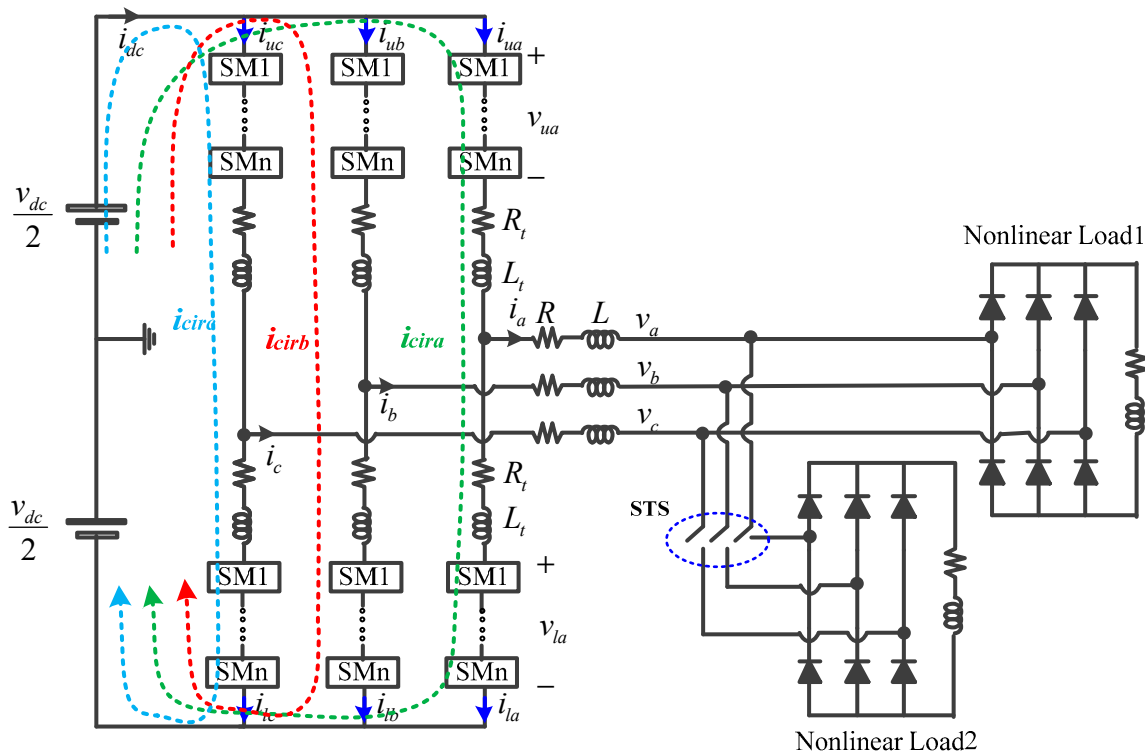 i_dc
i_uc
i_ub
i_ua
+
SM1
SM1
SM1
v_ua
SMn
SMn
SMn
−
v_dc
2
R_t
L_t
Nonlinear Load1
i_circ
i_cirb
i_cira
i_a
R
L
v_a
i_b
v_b
i_c
v_c
R_t
v_dc
2
L_t
STS
SM1
SM1
SM1
+
v_la
SMn
SMn
SMn
−
i_lc
i_lb
i_la
Nonlinear Load2